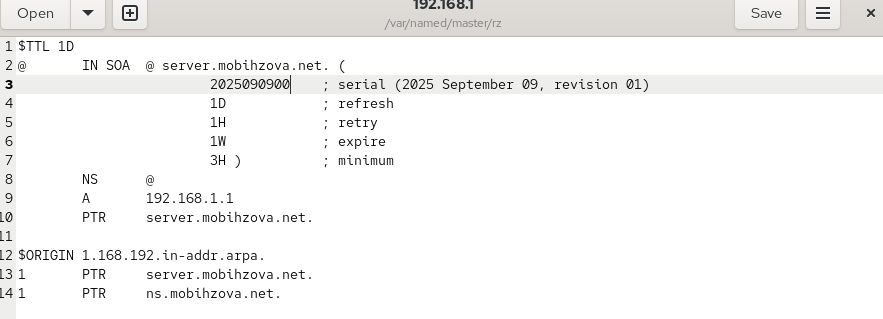 Open
192.168.1
/var/named/master/rz
Save
1 $TTL 1D
2 @ IN SOA @ server.mobihzova.net. (
3 2025090900 ; serial (2025 September 09, revision 01)
4 1D ; refresh
5 1H ; retry
6 1W ; expire
7 3H ) ; minimum
8 NS @
9 A 192.168.1.1
10 PTR server.mobihzova.net.
11
12 $ORIGIN 1.168.192.in-addr.arpa.
13 1 PTR server.mobihzova.net.
14 1 PTR ns.mobihzova.net.